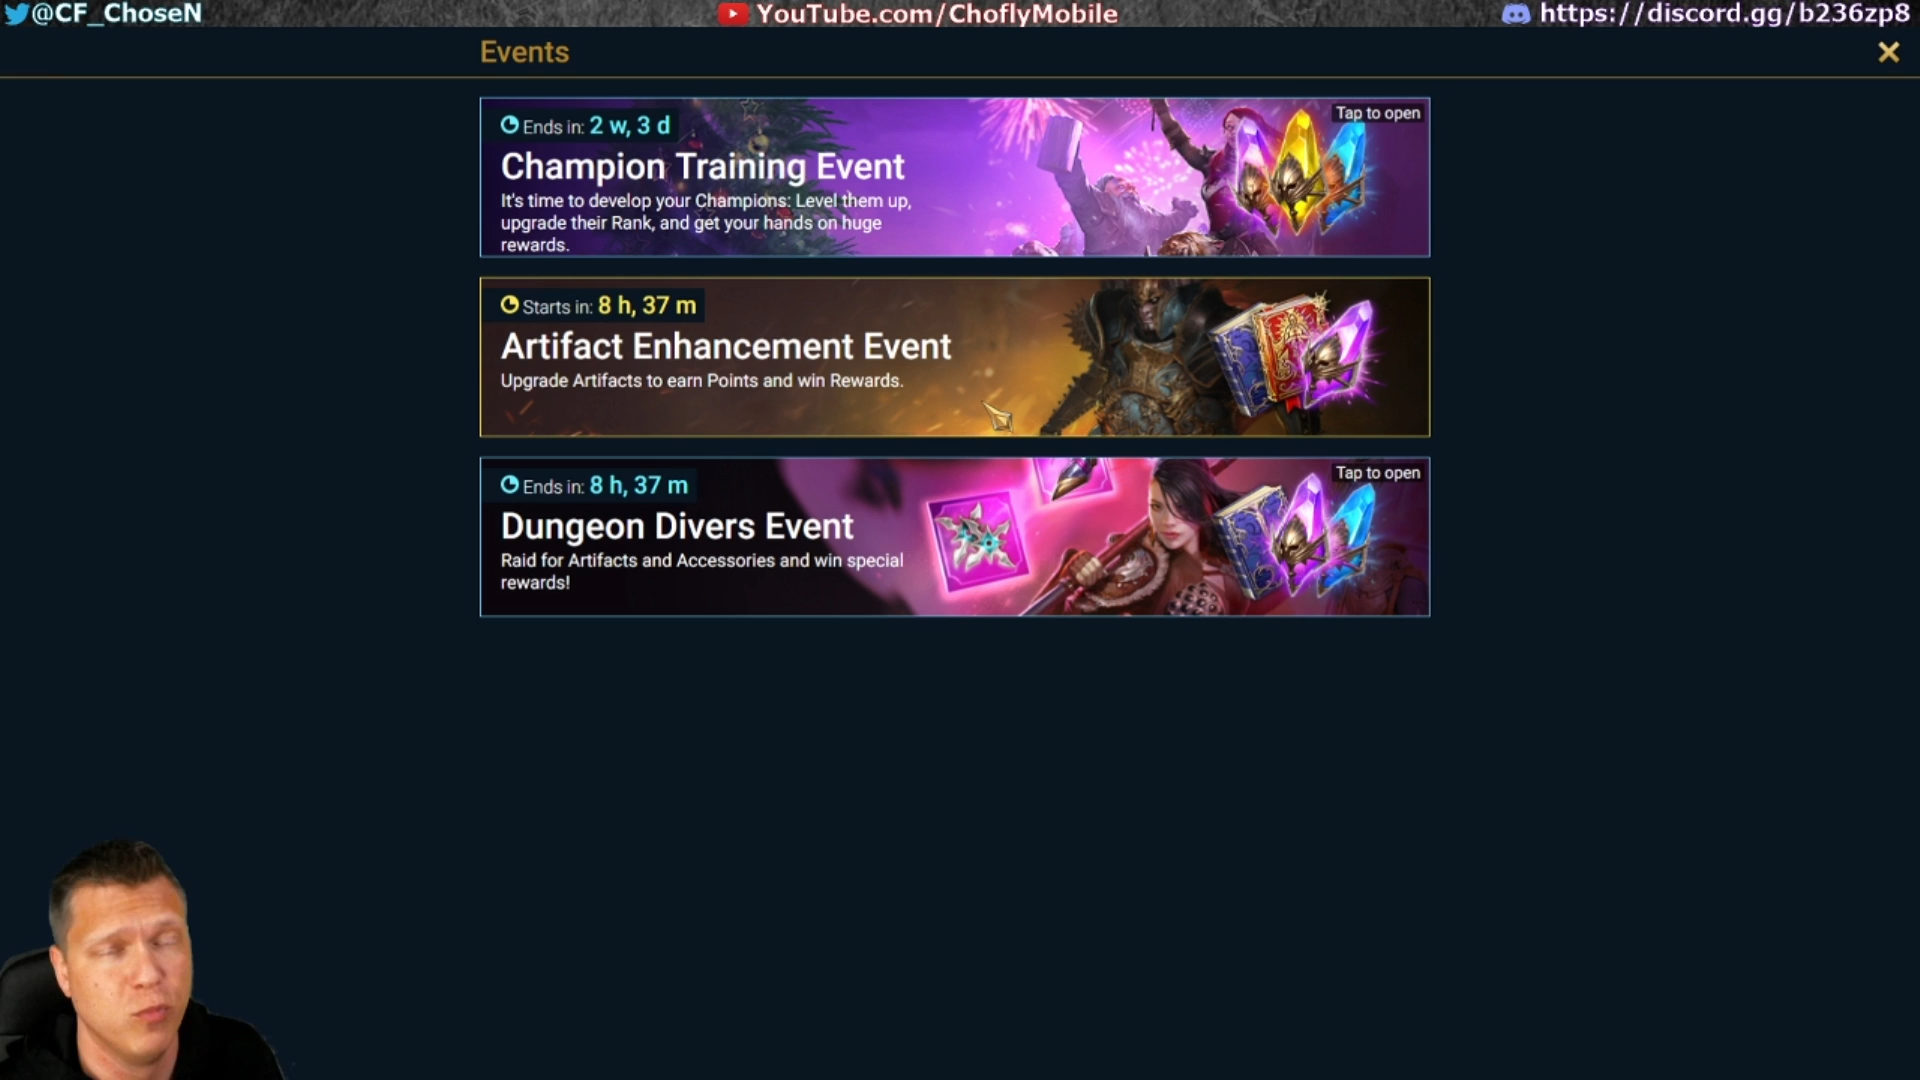 @CF_ChoseN
YouTube.com/ChoflyMobile
https://discord.gg/b236zp8
Events
Ends in: 2 w, 3 d
Tap to open
Champion Training Event
It's time to develop your Champions: Level them up,
upgrade their Rank, and get your hands on huge
rewards.
Starts in: 8 h, 37 m
Artifact Enhancement Event
Upgrade Artifacts to earn Points and win Rewards.
Ends in: 8 h, 37 m
Tap to open
Dungeon Divers Event
Raid for Artifacts and Accessories and win special
rewards!